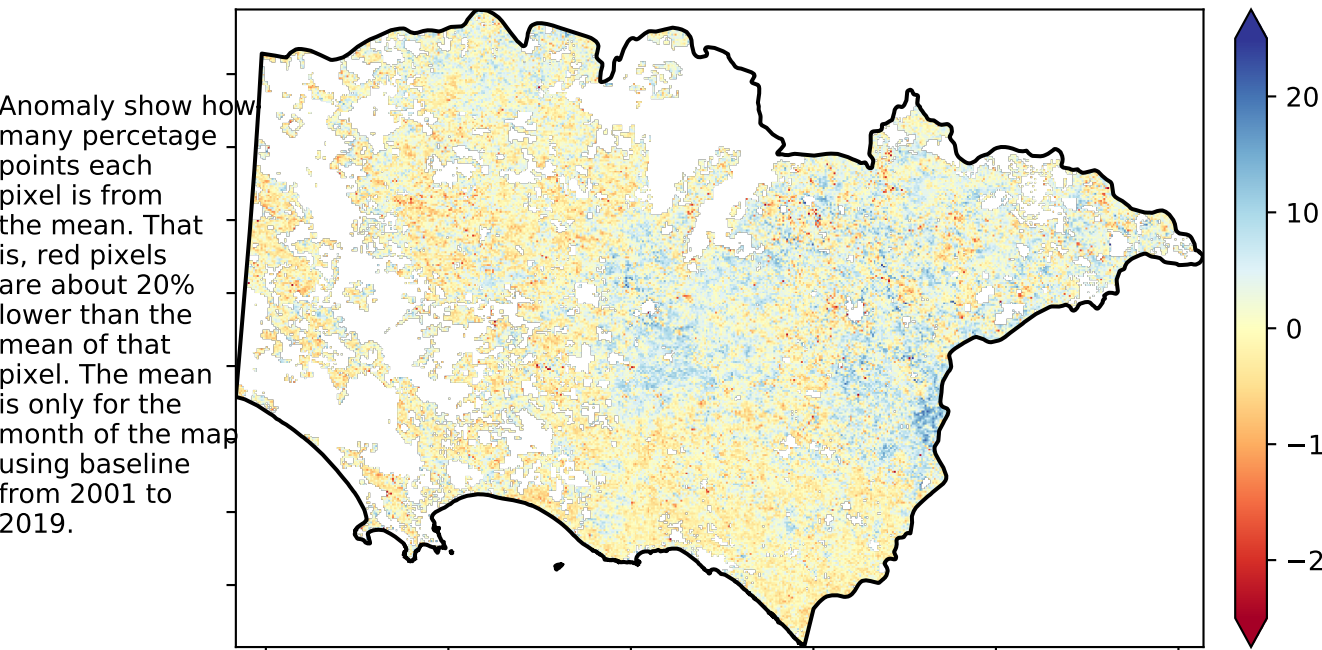 Anomaly show how
many percetage
points each
pixel is from
the mean. That
is, red pixels
are about 20%
lower than the
mean of that
pixel. The mean
is only for the
month of the map
using baseline
from 2001 to
2019.
20
10
0
−1
−2